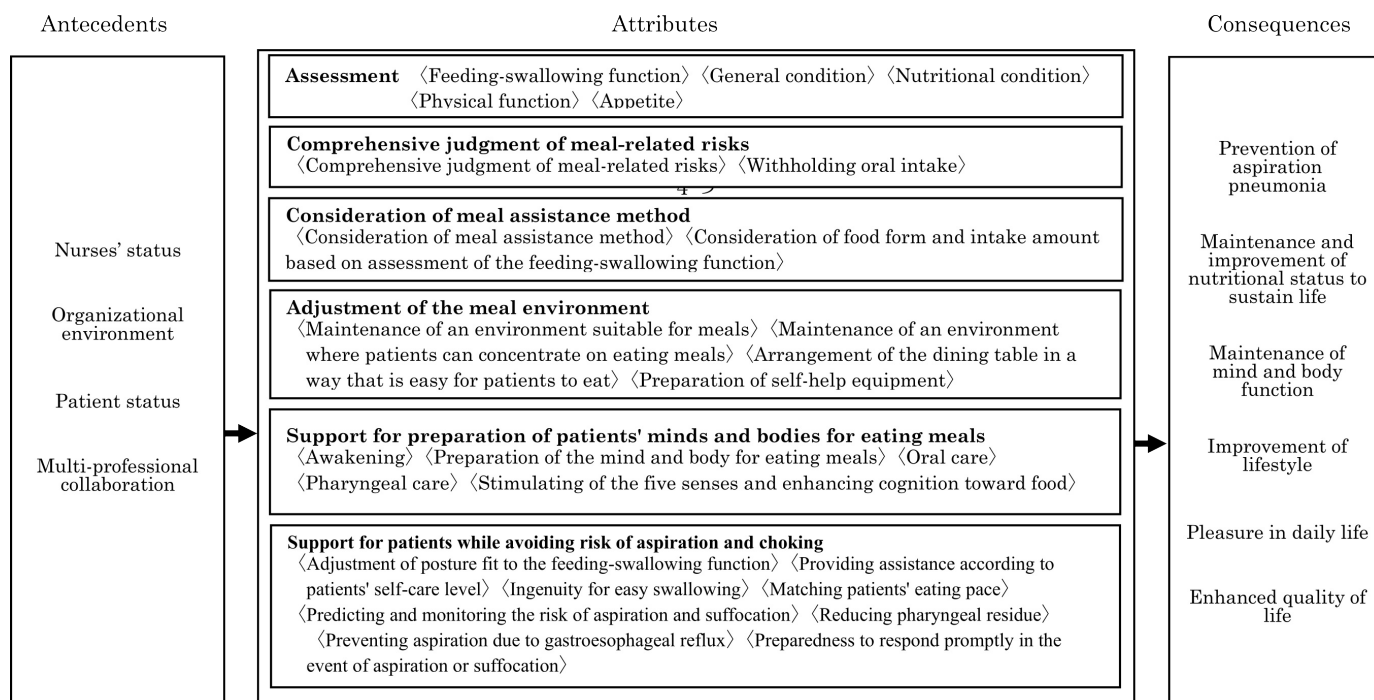 Antecedents
Attributes
Consequences
Nurses’ status
Organizational
environment
Patient status
Multi-professional
collaboration
Assessment 〈Feeding-swallowing function〉〈General condition〉〈Nutritional condition〉
〈Physical function〉〈Appetite〉
Comprehensive judgment of meal-related risks
〈Comprehensive judgment of meal-related risks〉〈Withholding oral intake〉
Consideration of meal assistance method
〈Consideration of meal assistance method〉〈Consideration of food form and intake amount
based on assessment of the feeding-swallowing function〉
Adjustment of the meal environment
〈Maintenance of an environment suitable for meals〉〈Maintenance of an environment
where patients can concentrate on eating meals〉〈Arrangement of the dining table in a
way that is easy for patients to eat〉〈Preparation of self-help equipment〉
Support for preparation of patients' minds and bodies for eating meals
〈Awakening〉〈Preparation of the mind and body for eating meals〉〈Oral care〉
〈Pharyngeal care〉〈Stimulating of the five senses and enhancing cognition toward food〉
Support for patients while avoiding risk of aspiration and choking
〈Adjustment of posture fit to the feeding-swallowing function〉〈Providing assistance according to
patients' self-care level〉〈Ingenuity for easy swallowing〉〈Matching patients' eating pace〉
〈Predicting and monitoring the risk of aspiration and suffocation〉〈Reducing pharyngeal residue〉
〈Preventing aspiration due to gastroesophageal reflux〉〈Preparedness to respond promptly in the
event of aspiration or suffocation〉
Prevention of
aspiration
pneumonia
Maintenance and
improvement of
nutritional status to
sustain life
Maintenance of
mind and body
function
Improvement of
lifestyle
Pleasure in daily life
Enhanced quality of
life